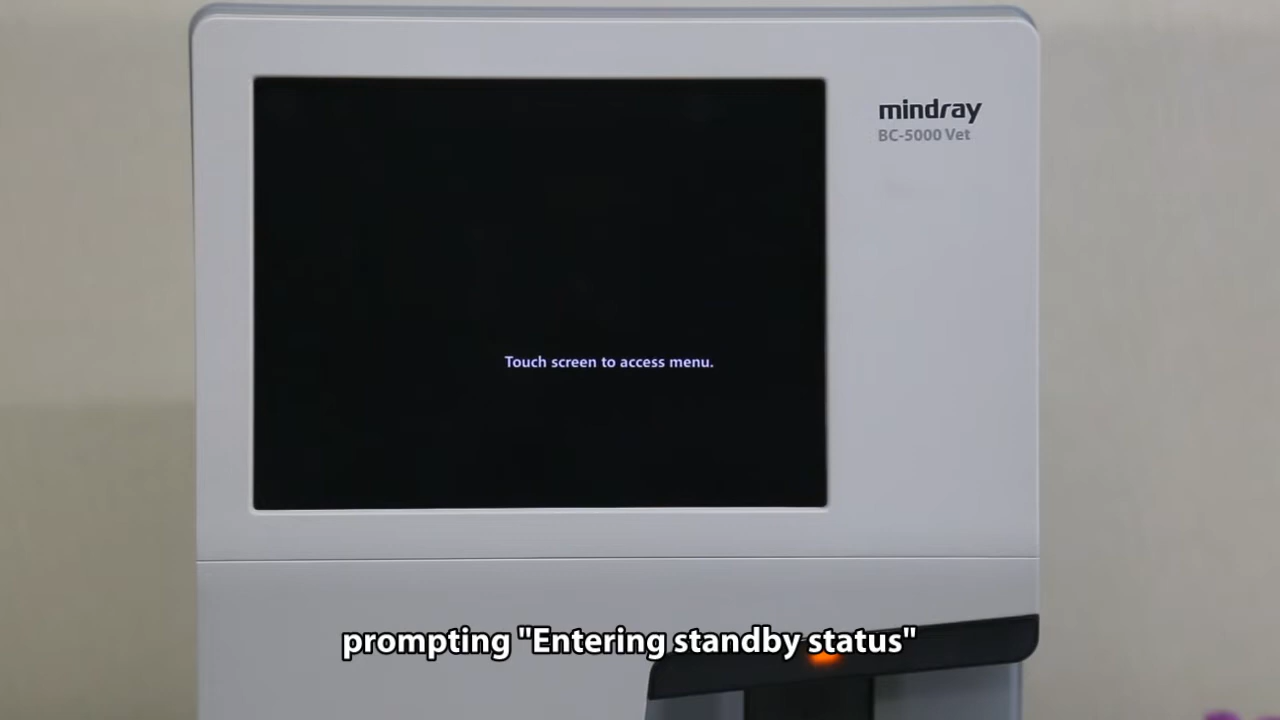 mindray
BC-5000 Vet
Touch screen to access menu.
prompting "Entering standby status"